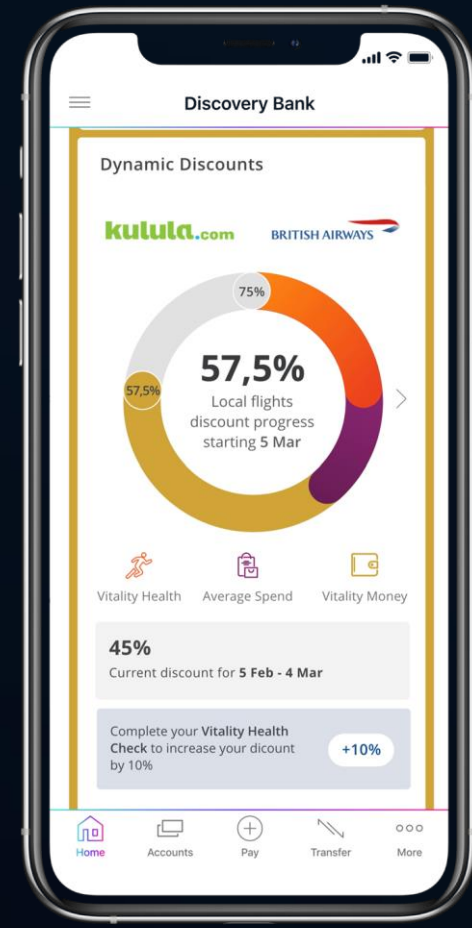 Discovery Bank
Dynamic Discounts
kulula.com
BRITISH AIRWAYS
75%
57,5%
57,5%
Local flights
discount progress
starting 5 Mar
Vitality Health
Average Spend
Vitality Money
45%
Current discount for 5 Feb - 4 Mar
Complete your Vitality Health
Check to increase your dicount
by 10%
+10%
Home
Accounts
Pay
Transfer
More